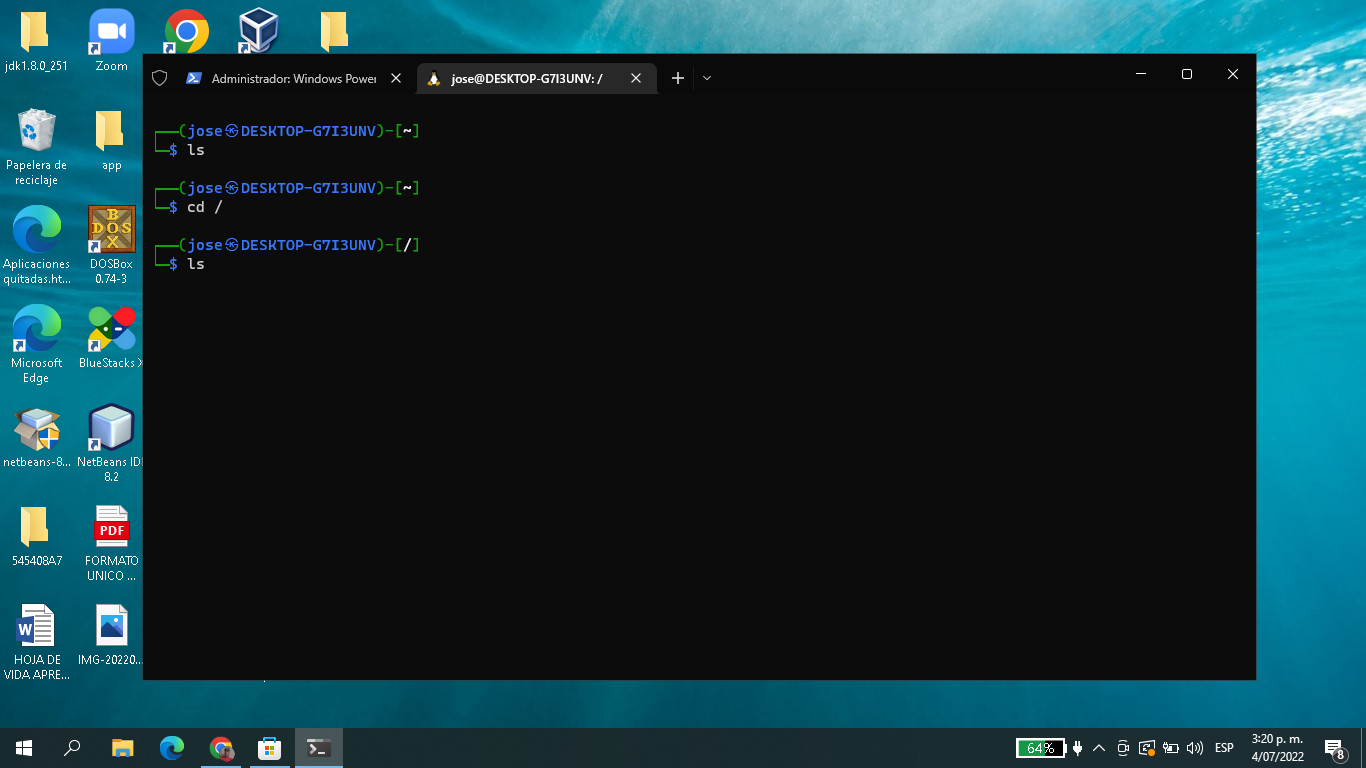 jdk1.8.0_251
Zoom
Administrador: Windows Power
jose@DESKTOP-G7I3UNV: /
┌──(jose㉿DESKTOP-G7I3UNV)-[~]
└─$ ls
┌──(jose㉿DESKTOP-G7I3UNV)-[~]
└─$ cd /
┌──(jose㉿DESKTOP-G7I3UNV)-[/]
└─$ ls
Papelera de
reciclaje
app
Aplicaciones
quitadas.ht...
DOSBox
0.74-3
Microsoft
Edge
BlueStacks X
netbeans-8...
NetBeans IDE
8.2
545408A7
PDF
FORMATO
UNICO ...
HOJA DE
VIDA APRE...
IMG-20220...
64%
ESP
3:20 p. m.
4/07/2022
8